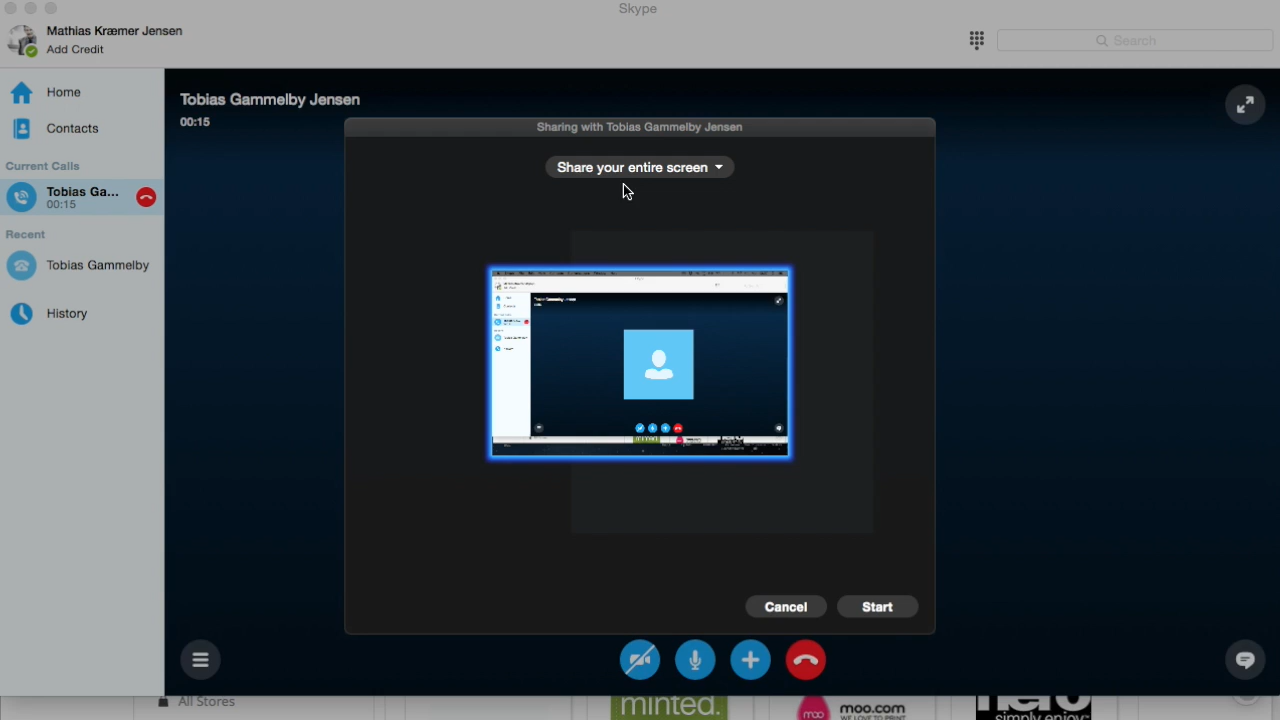 Skype
Mathias Kræmer Jensen
Add Credit
Search
Home
Contacts
Current Calls
Tobias Ga...
00:15
Recent
Tobias Gammelby
History
Tobias Gammelby Jensen
00:15
Sharing with Tobias Gammelby Jensen
Share your entire screen
Cancel
Start
All Stores
minted.
moo
moo.com
WE LOVE TO PRINT
simply enjoy